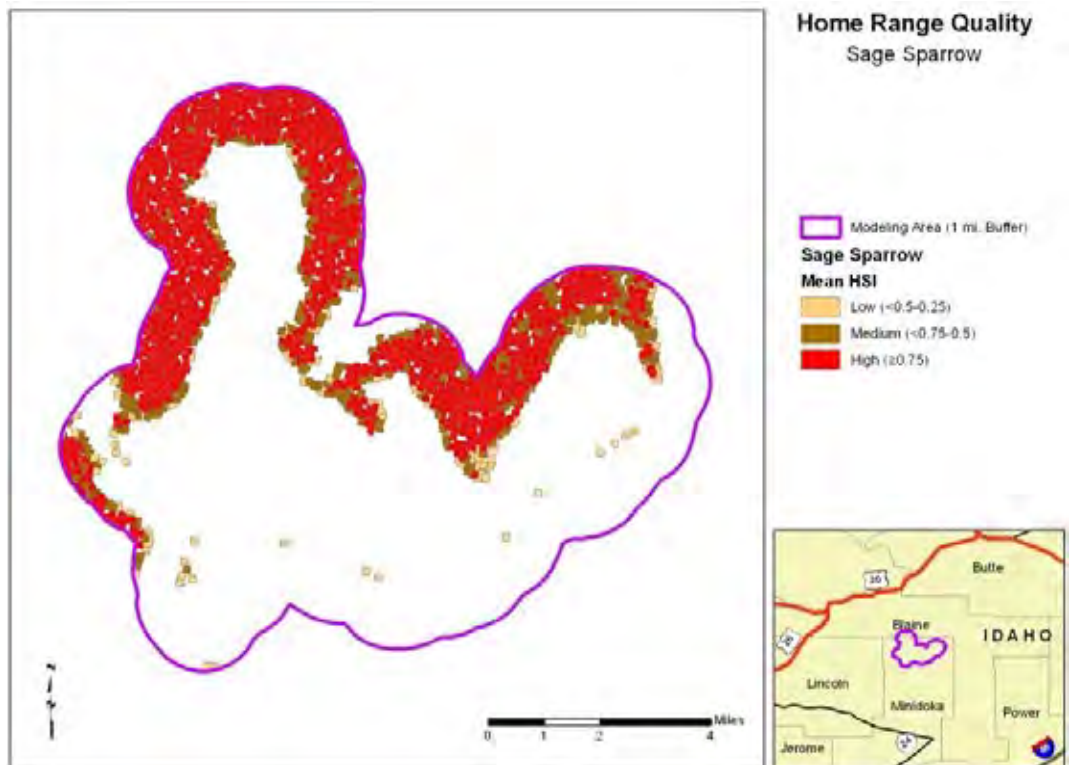 Home Range Quality
Sage Sparrow
Modeling Area (1 mi. Buffer)
Sage Sparrow
Mean HSI
Low (<0.5-0.25)
Medium (<0.75-0.5)
High (≥0.75)
Miles
0 1 2 4
Butte
20
Blaine
IDAHO
26
Lincoln
Minidoka
Power
24
Jerome